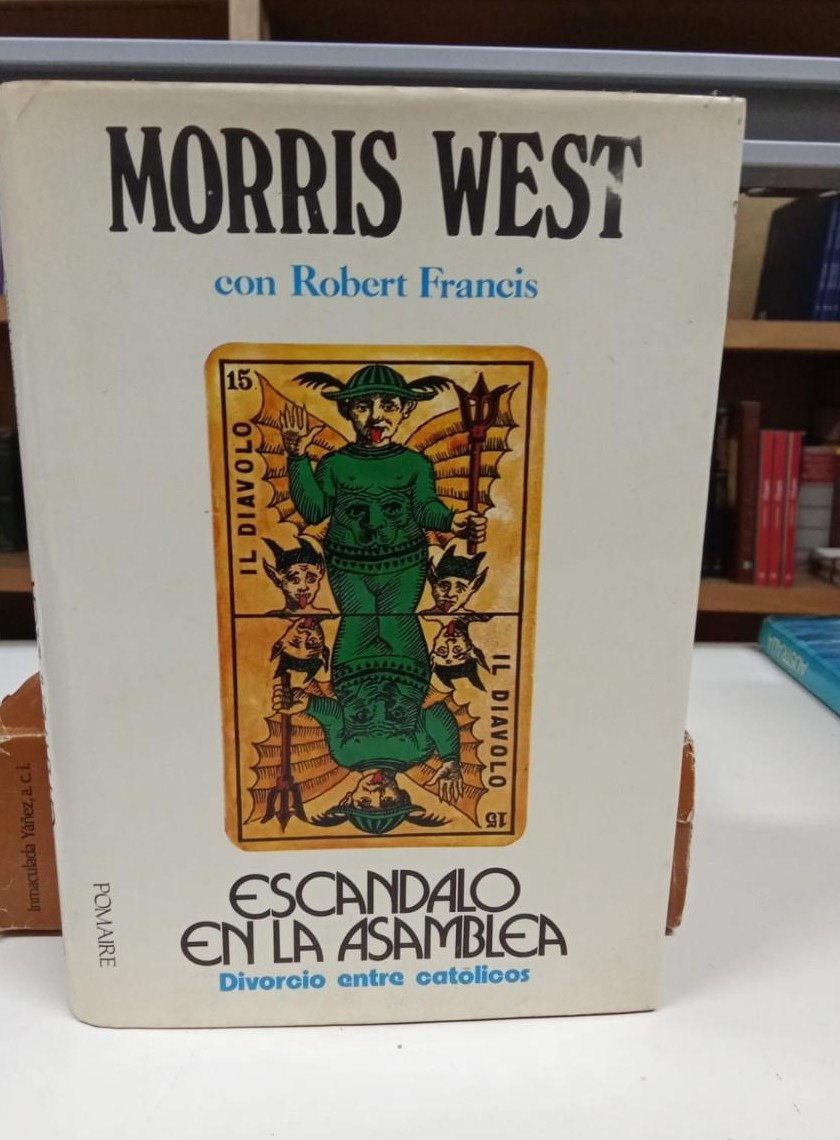 MORRIS WEST
con Robert Francis
15
IL DIAVOLO
IL DIAVOLO
15
ESCANDALO
EN LA ASAMBLEA
Divorcio entre católicos
POMAIRE
Inmaculada Yáñez, a. c. i.
AUSTRALIA